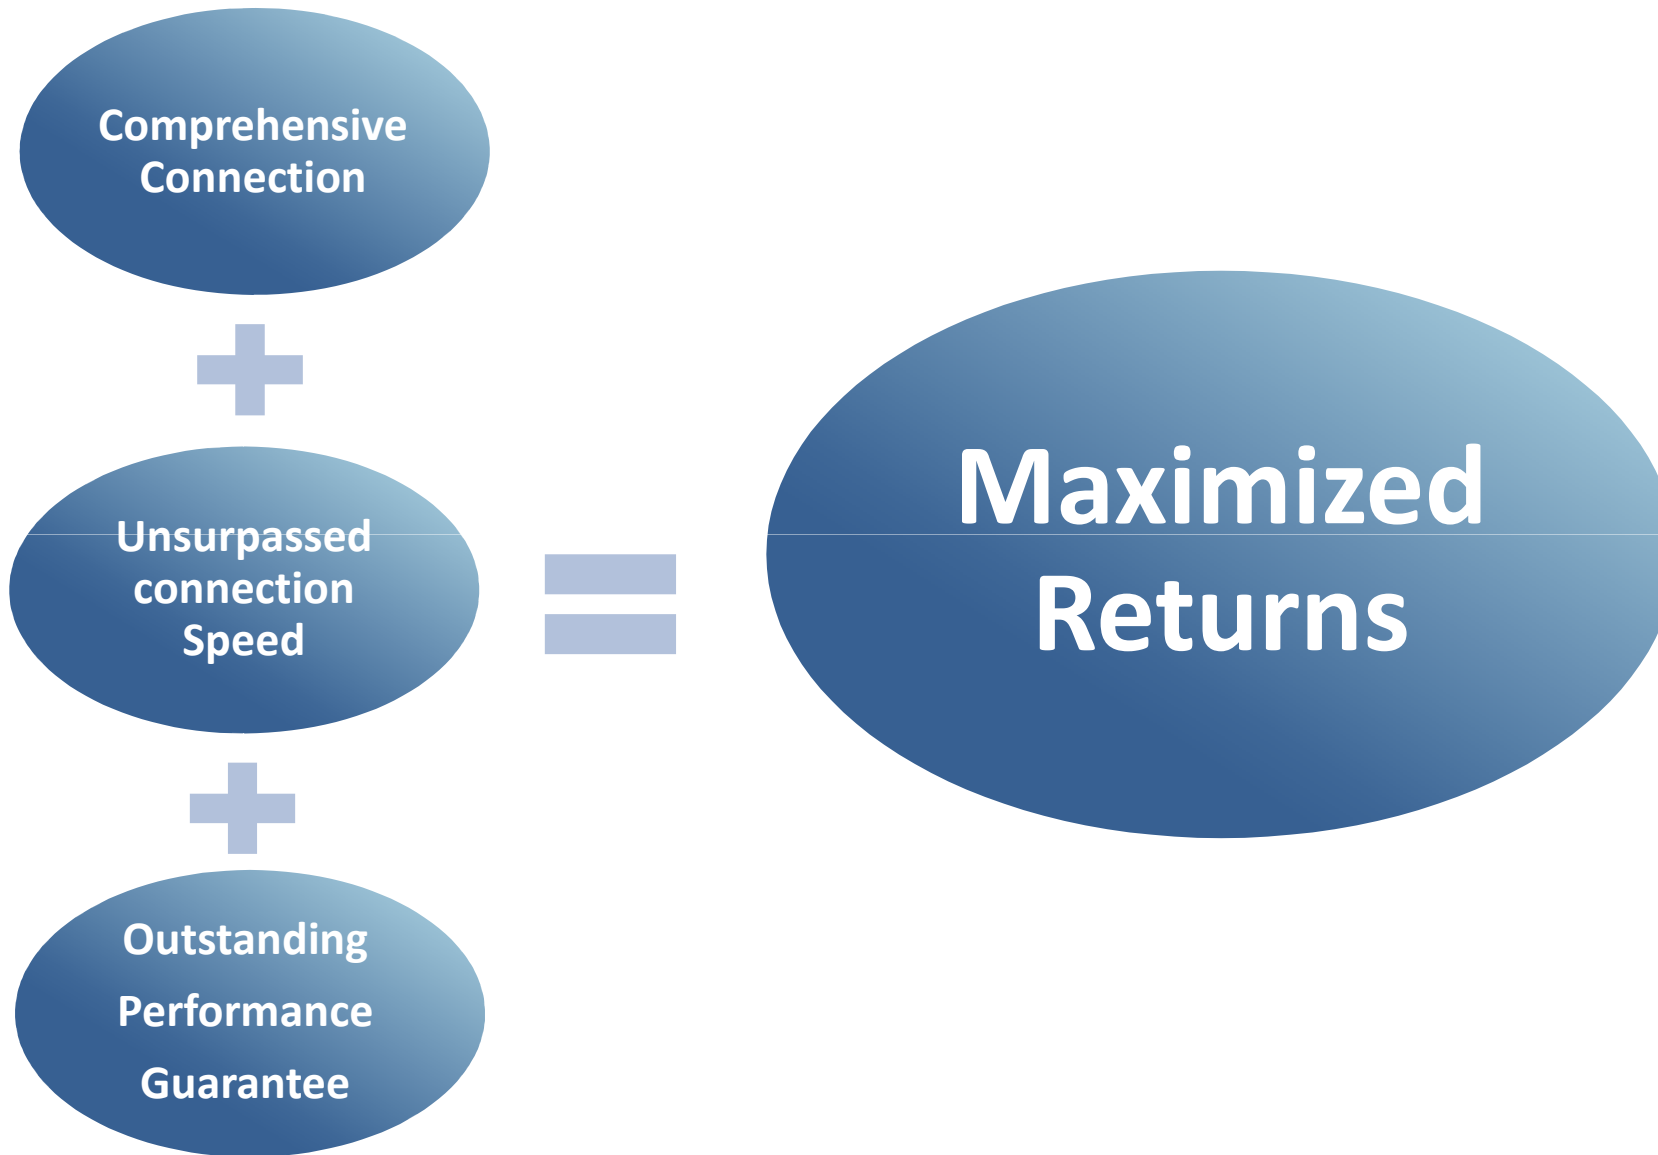 Comprehensive
Connection
Unsurpassed
connection
Speed
Outstanding
Performance
Guarantee
Maximized
Returns